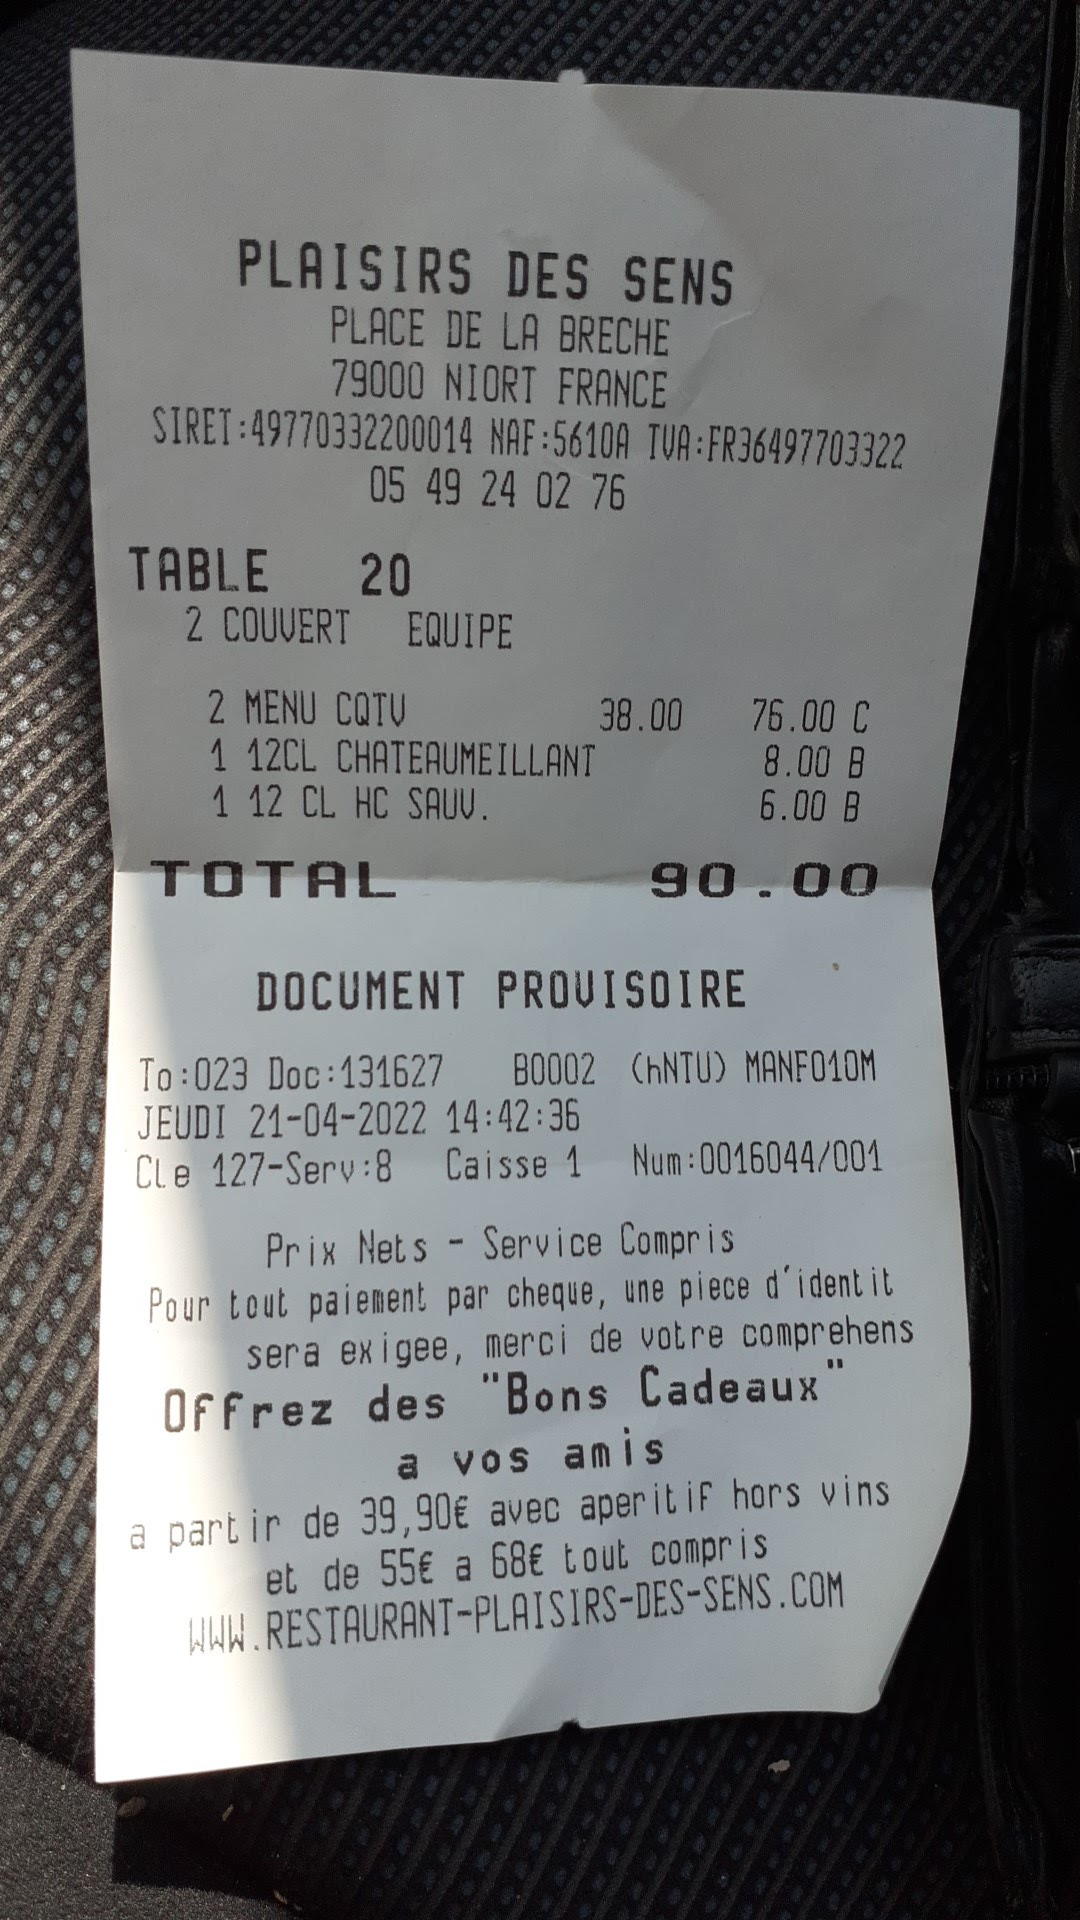 PLAISIRS DES SENS
PLACE DE LA BRECHE
79000 NIORT FRANCE
SIRET:49770332200014 NAF:5610A TVA:FR36497703322
05 49 24 02 76
TABLE 20
2 COUVERT EQUIPE
2 MENU CQTV 38.00 76.00 C
1 12CL CHATEAUMEILLANT 8.00 B
1 12 CL HC SAUV. 6.00 B
TOTAL 90.00
DOCUMENT PROVISOIRE
To:023 Doc:131627 B0002 (hNTU) MANF010M
JEUDI 21-04-2022 14:42:36
Cle 127-Serv:8 Caisse 1 Num:0016044/001
Prix Nets - Service Compris
Pour tout paiement par cheque, une piece d'identit
sera exigee, merci de votre comprehens
Offrez des "Bons Cadeaux"
a vos amis
a partir de 39,90€ avec aperitif hors vins
et de 55€ a 68€ tout compris
WWW.RESTAURANT-PLAISIRS-DES-SENS.COM